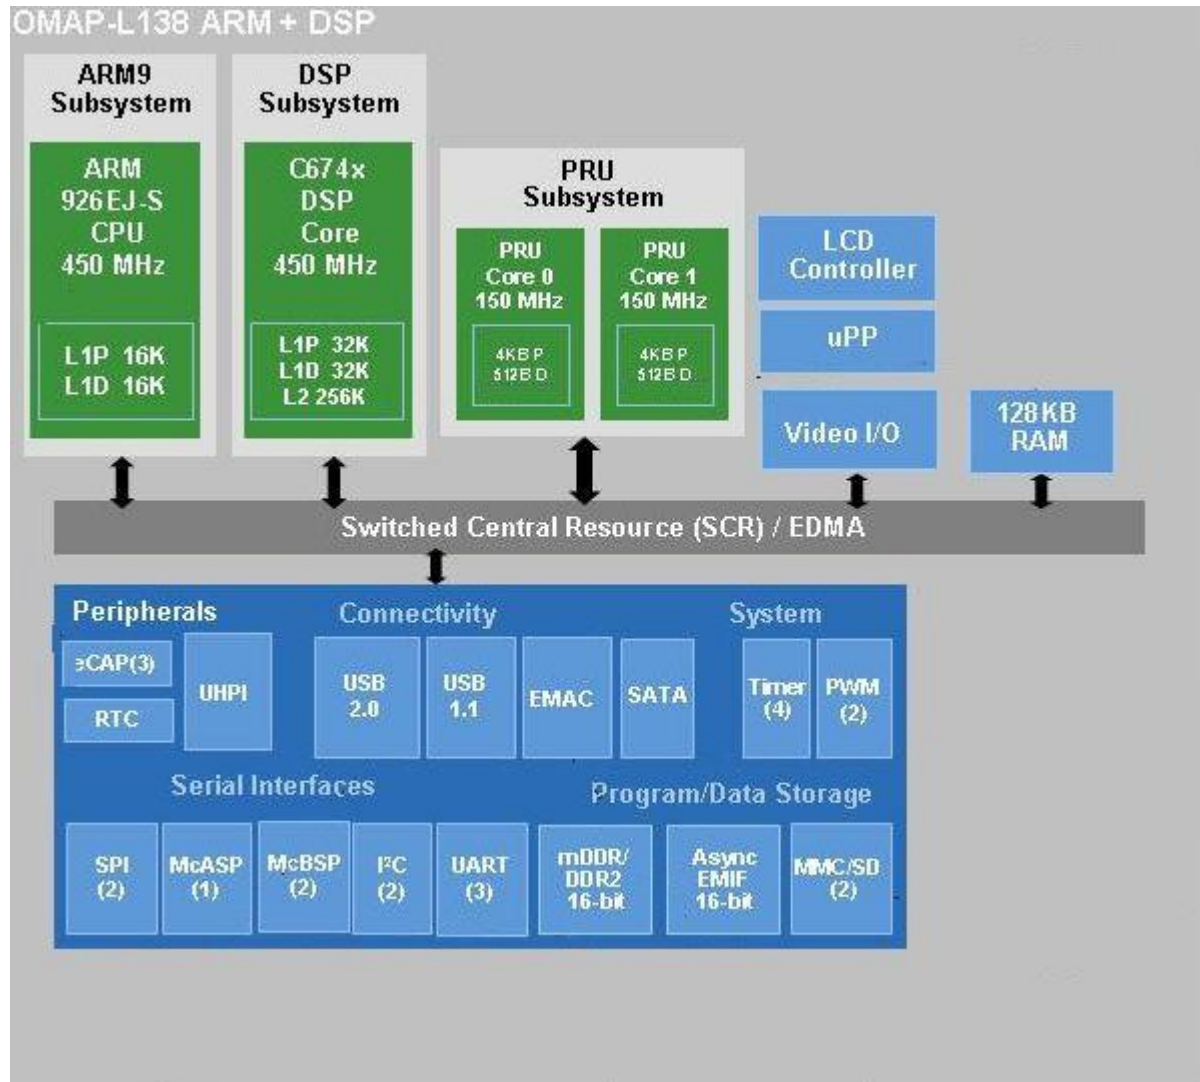 OMAP-L138 ARM + DSP
ARM9
Subsystem
ARM
926EJ-S
CPU
450 MHz
L1P 16K
L1D 16K
DSP
Subsystem
C674x
DSP
Core
450 MHz
L1P 32K
L1D 32K
L2 256K
PRU
Subsystem
PRU
Core 0
150 MHz
4KB P
512B D
PRU
Core 1
150 MHz
4KB P
512B D
LCD
Controller
uPP
Video I/O
128KB
RAM
Switched Central Resource (SCR) / EDMA
Peripherals
eCAP(3)
RTC
UHPI
Connectivity
USB
2.0
USB
1.1
EMAC
SATA
System
Timer
(4)
PWM
(2)
Serial Interfaces
SPI
(2)
McASP
(1)
McBSP
(2)
I²C
(2)
UART
(3)
Program/Data Storage
mDDR/
DDR2
16-bit
Async
EMIF
16-bit
MMC/SD
(2)